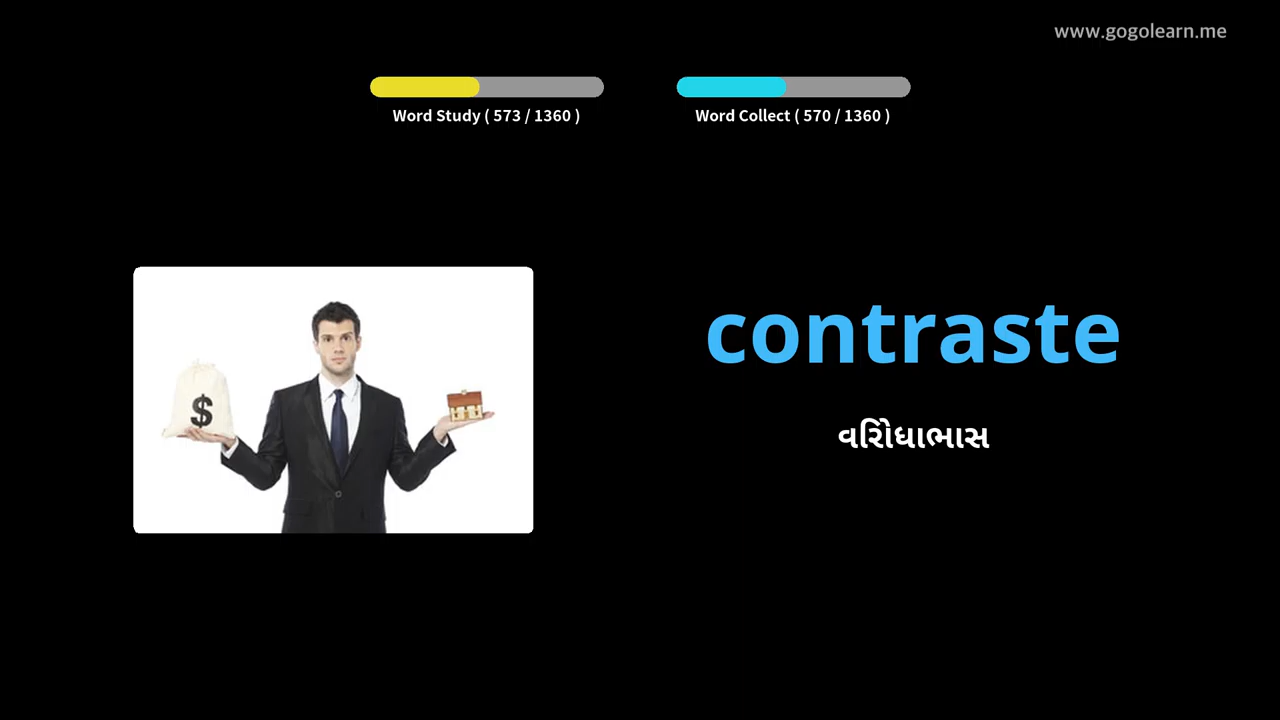 www.gogolearn.me
Word Study ( 573 / 1360 )
Word Collect ( 570 / 1360 )
$
contraste
વિરોધાભાસ